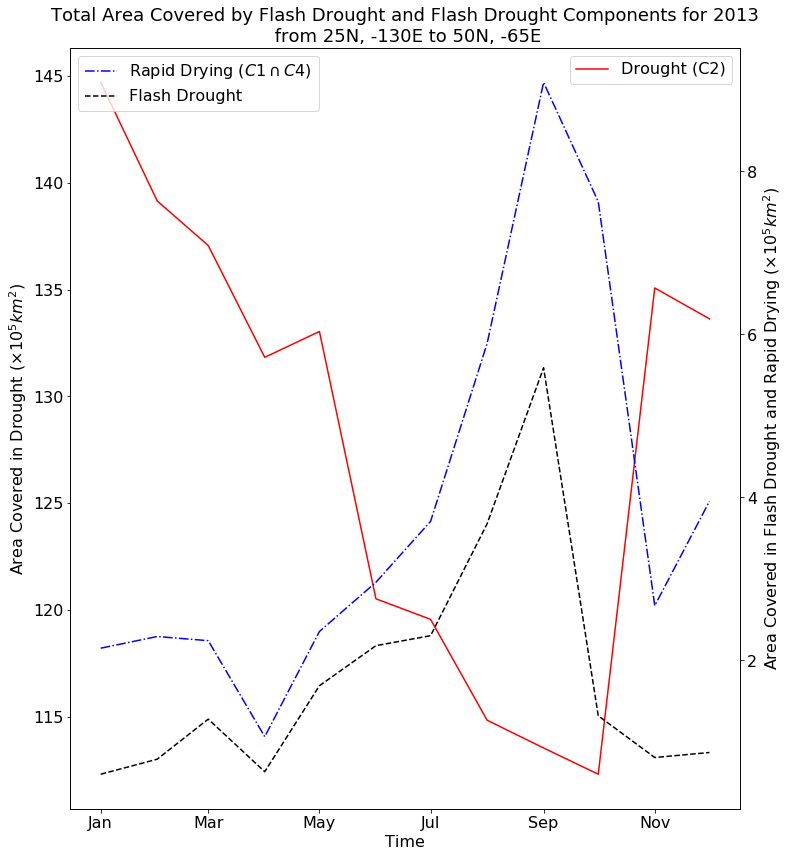 Total Area Covered by Flash Drought and Flash Drought Components for 2013
from 25N, -130E to 50N, -65E
Rapid Drying (C1 ∩ C4)
Flash Drought
Drought (C2)
Area Covered in Drought (×10⁵km²)
145
140
135
130
125
120
115
8
6
4
2
Area Covered in Flash Drought and Rapid Drying (×10⁵km²)
Jan Mar May Jul Sep Nov
Time